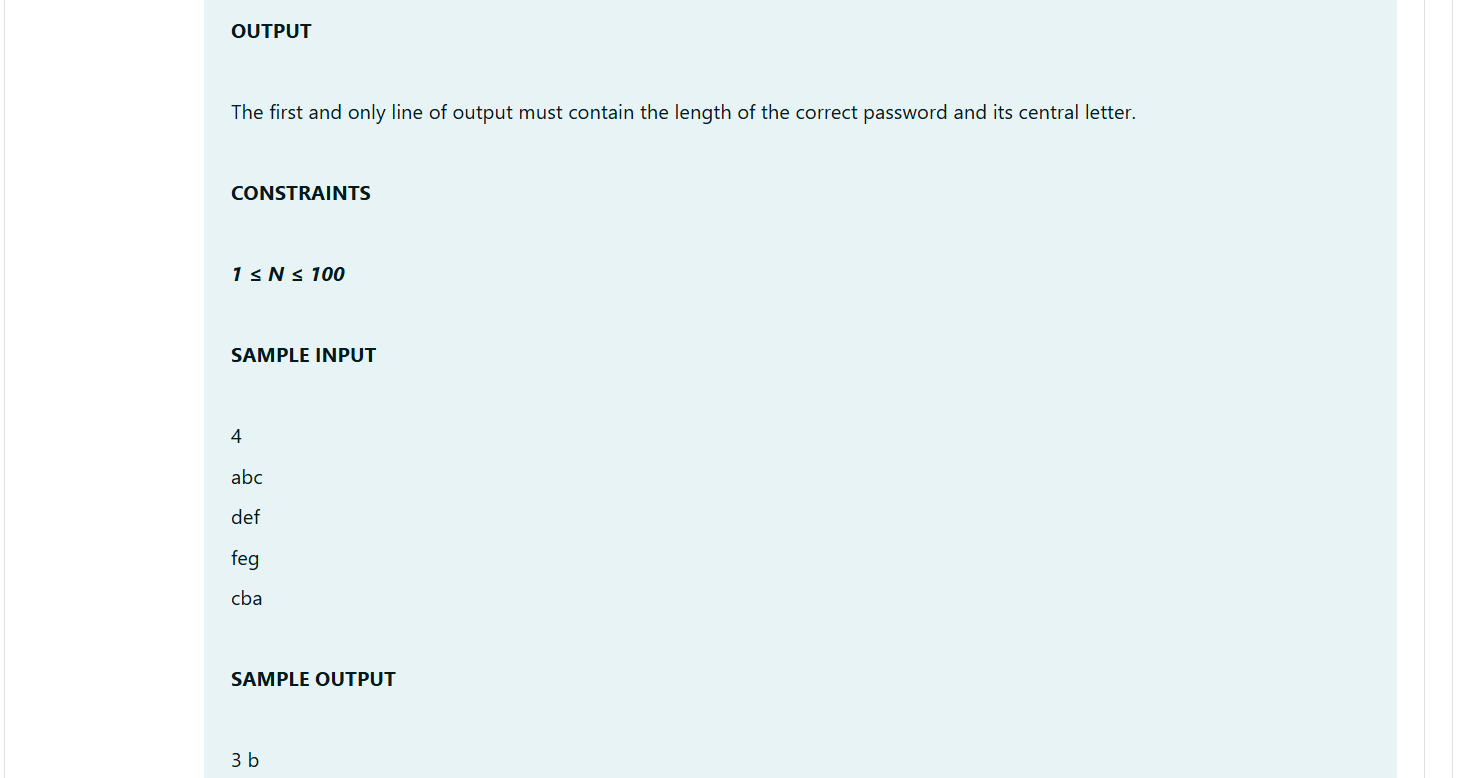 OUTPUT
The first and only line of output must contain the length of the correct password and its central letter.
CONSTRAINTS
1 ≤ N ≤ 100
SAMPLE INPUT
4
abc
def
feg
cba
SAMPLE OUTPUT
3 b